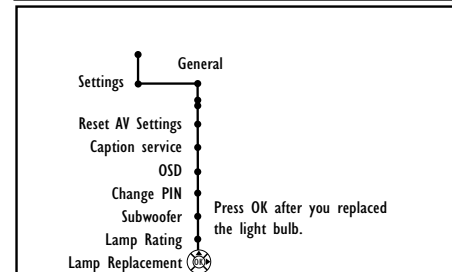 General
Settings
Reset AV Settings
Caption service
OSD
Change PIN
Subwoofer
Press OK after you replaced
the light bulb.
Lamp Rating
Lamp Replacement
OK